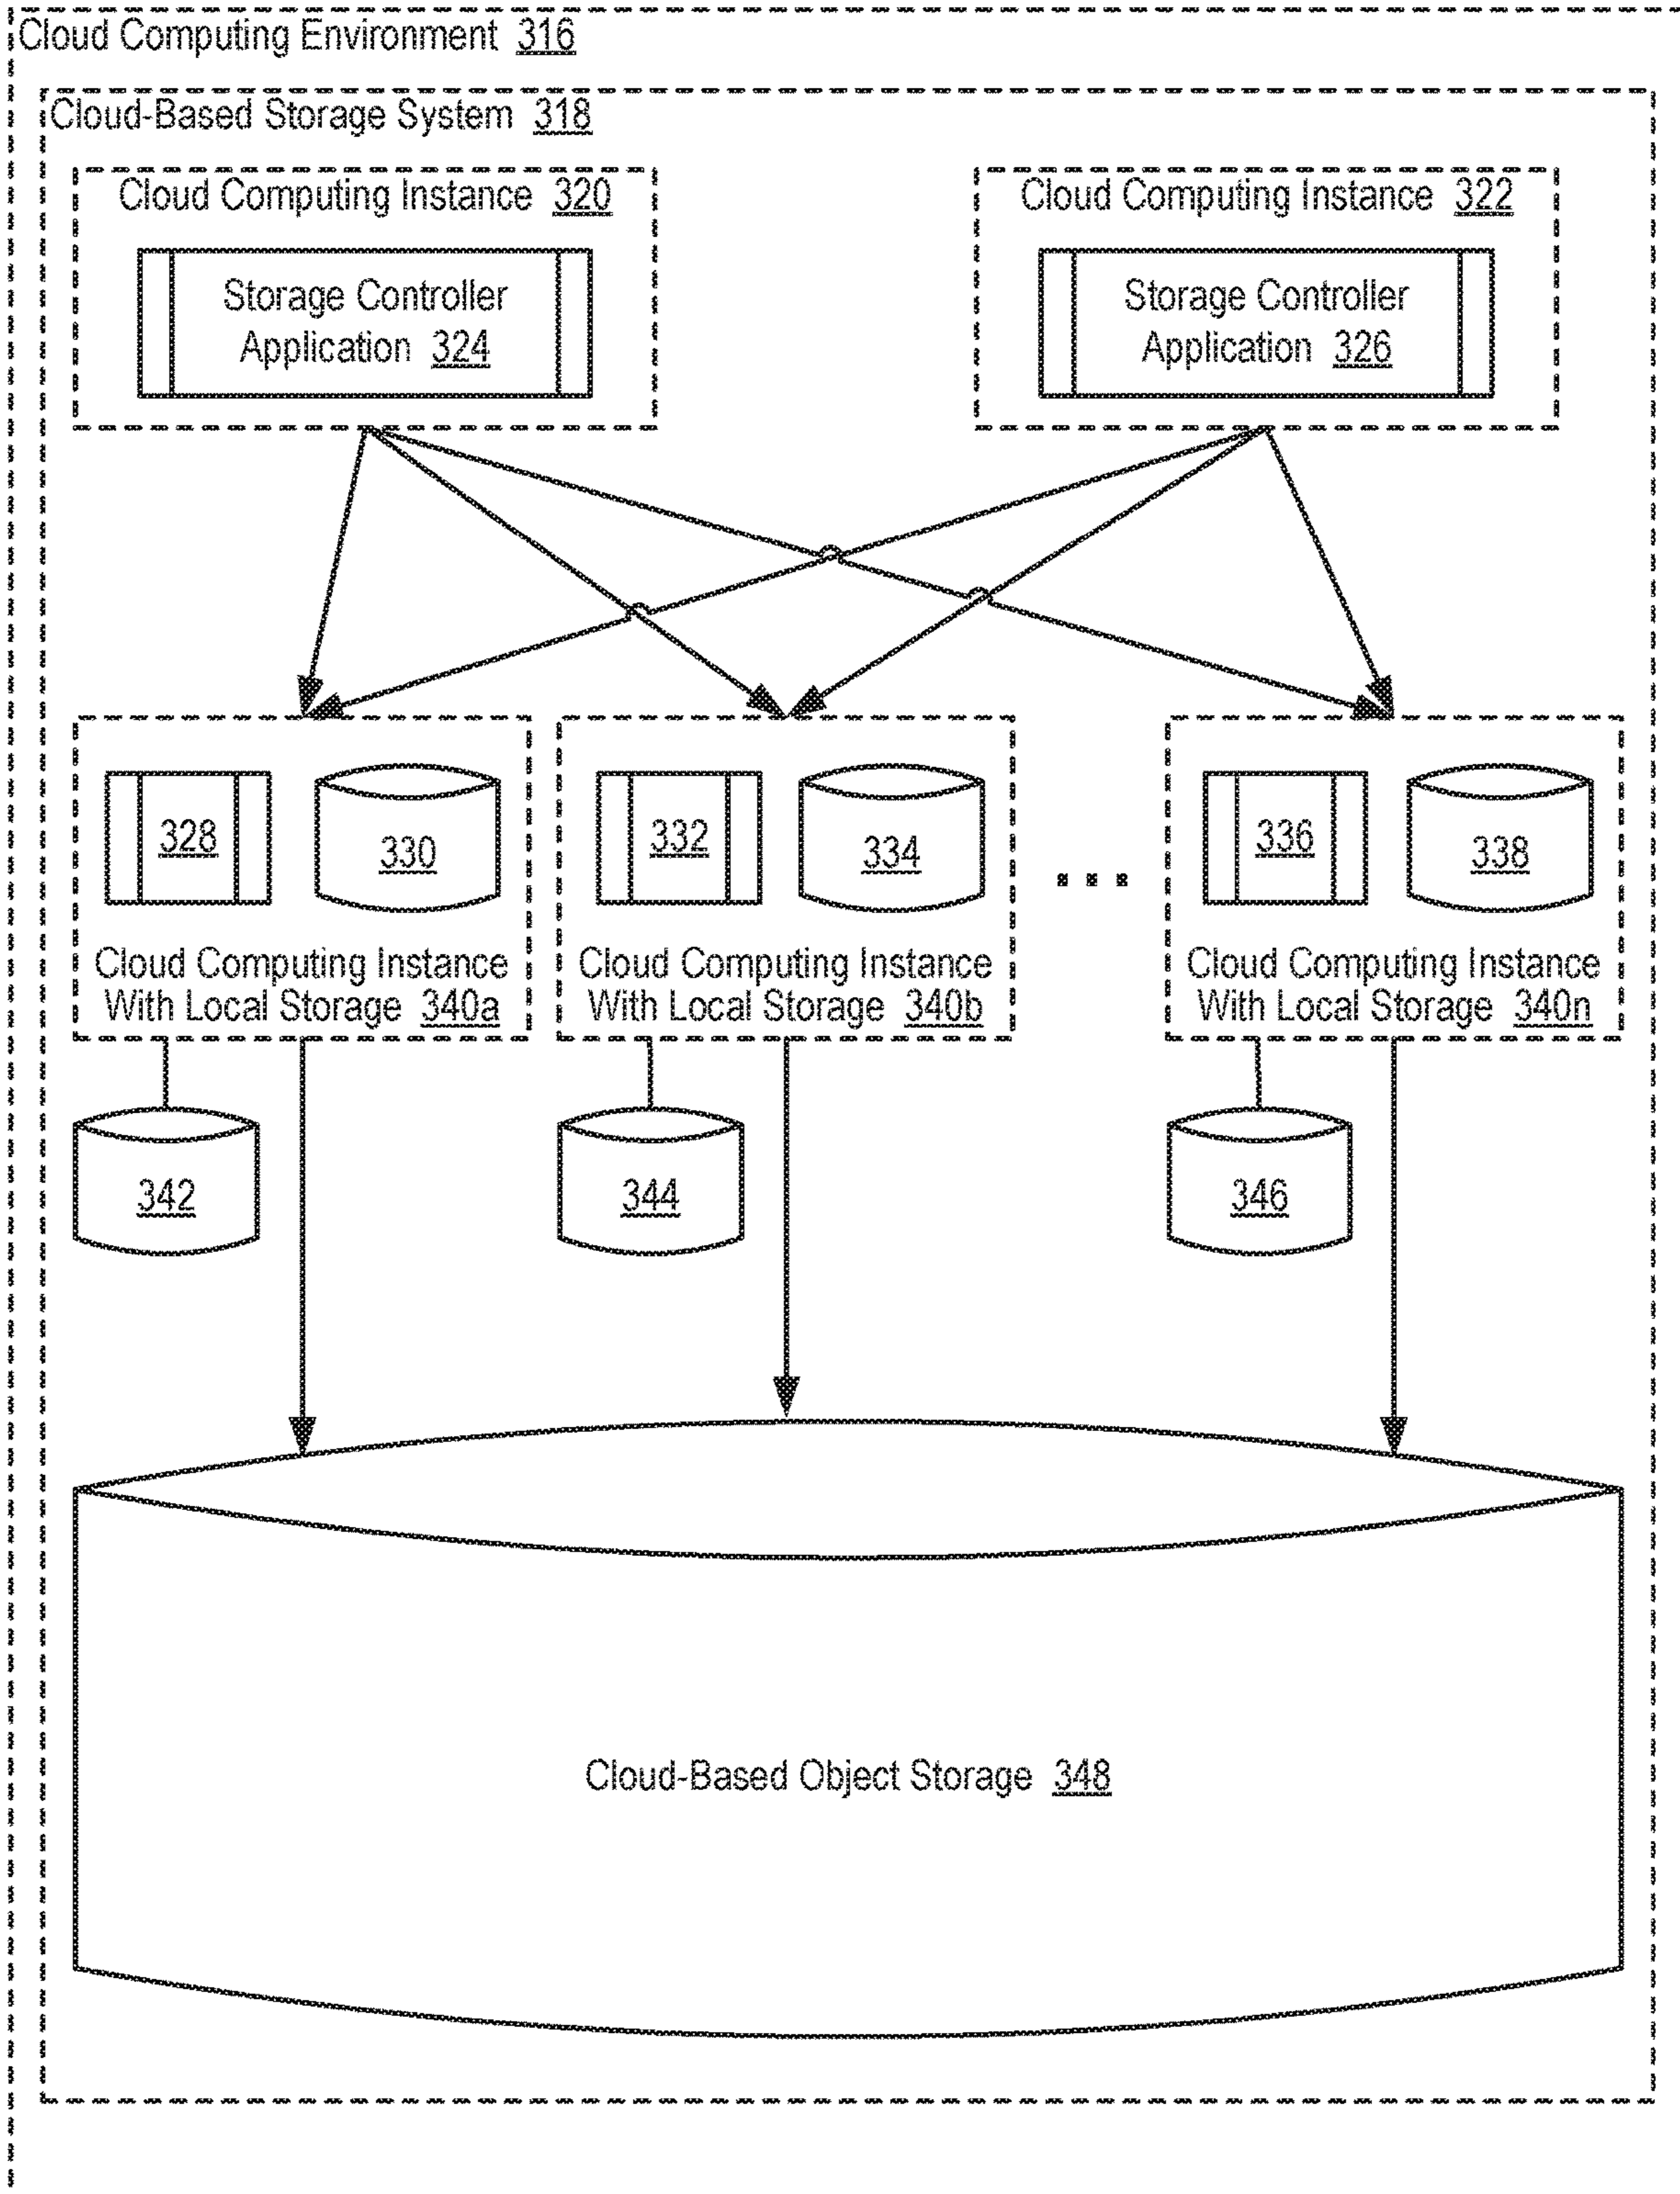 Cloud Computing Environment 316
Cloud-Based Storage System 318
Cloud Computing Instance 320
Storage Controller
Application 324
Cloud Computing Instance 322
Storage Controller
Application 326
328
330
Cloud Computing Instance
With Local Storage 340a
332
334
Cloud Computing Instance
With Local Storage 340b
...
336
338
Cloud Computing Instance
With Local Storage 340n
342
344
346
Cloud-Based Object Storage 348